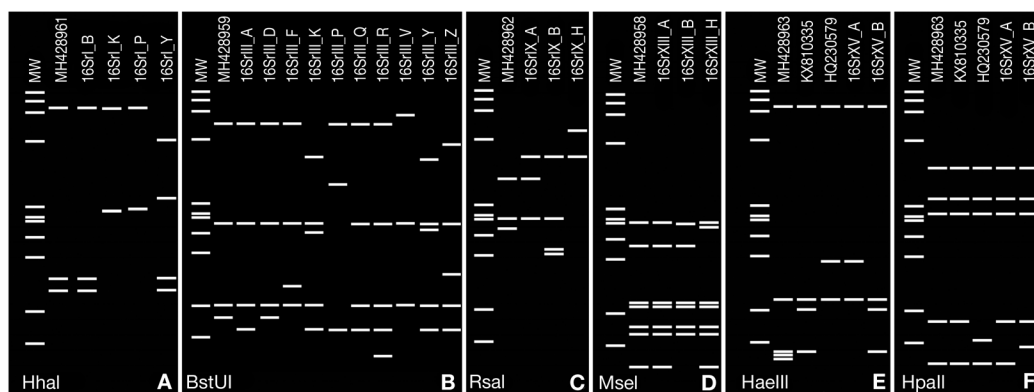 MW
MH428961
16SrI_B
16SrI_K
16SrI_P
16SrI_Y
HhaI
A
MW
MH428959
16SrIII_A
16SrIII_D
16SrIII_F
16SrIII_K
16SrIII_P
16SrIII_Q
16SrIII_R
16SrIII_V
16SrIII_Y
16SrIII_Z
BstUI
B
MW
MH428962
16SrX_A
16SrX_B
16SrX_H
RsaI
C
MW
MH428958
16SrXIII_A
16SrXIII_B
16SrXIII_H
MseI
D
MW
MH428963
KX810335
HQ230579
16SrXV_A
16SrXV_B
HaeIII
E
MW
MH428963
KX810335
HQ230579
16SrXV_A
16SrXV_B
HpaII
F